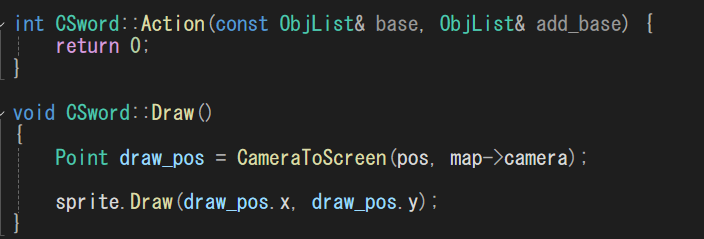 int CSword::Action(const ObjList& base, ObjList& add_base) {
return 0;
}
void CSword::Draw()
{
Point draw_pos = CameraToScreen(pos, map->camera);
sprite.Draw(draw_pos.x, draw_pos.y);
}